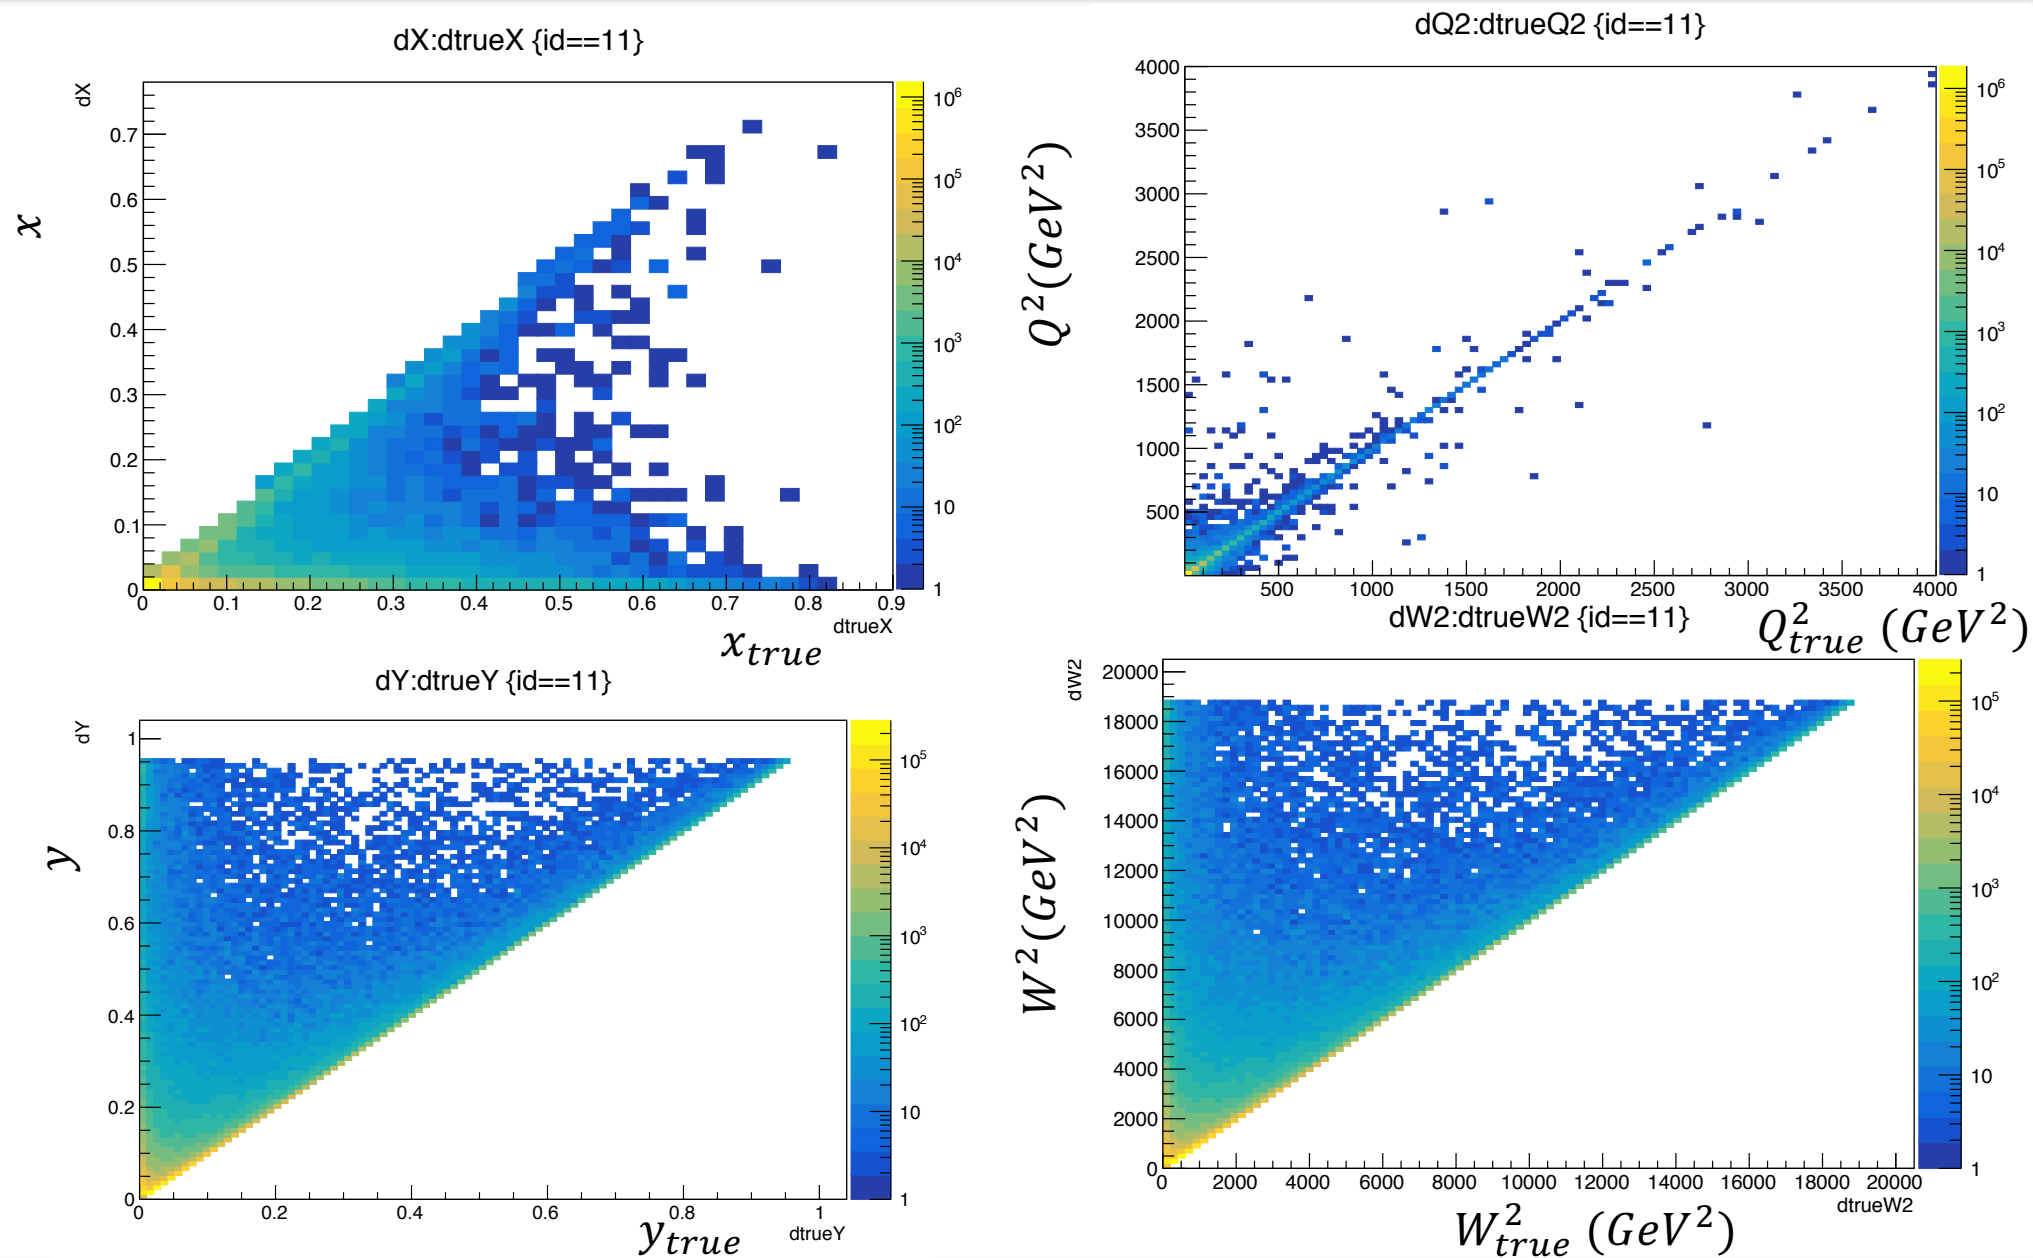 dX:dtrueX {id==11}
dX
x
0.7
0.6
0.5
0.4
0.3
0.2
0.1
0
0 0.1 0.2 0.3 0.4 0.5 0.6 0.7 0.8 0.9
dtrueX
x_true
10^6
10^5
10^4
10^3
10^2
10
1
dQ2:dtrueQ2 {id==11}
Q^2(GeV^2)
4000
3500
3000
2500
2000
1500
1000
500
500 1000 1500 2000 2500 3000 3500 4000
Q^2_true (GeV^2)
10^6
10^5
10^4
10^3
10^2
10
1
dY:dtrueY {id==11}
dY
y
1
0.8
0.6
0.4
0.2
0
0 0.2 0.4 0.6 0.8 1
dtrueY
y_true
10^5
10^4
10^3
10^2
10
1
dW2:dtrueW2 {id==11}
dW2
W^2(GeV^2)
20000
18000
16000
14000
12000
10000
8000
6000
4000
2000
0
0 2000 4000 6000 8000 10000 12000 14000 16000 18000 20000
dtrueW2
W^2_true (GeV^2)
10^5
10^4
10^3
10^2
10
1